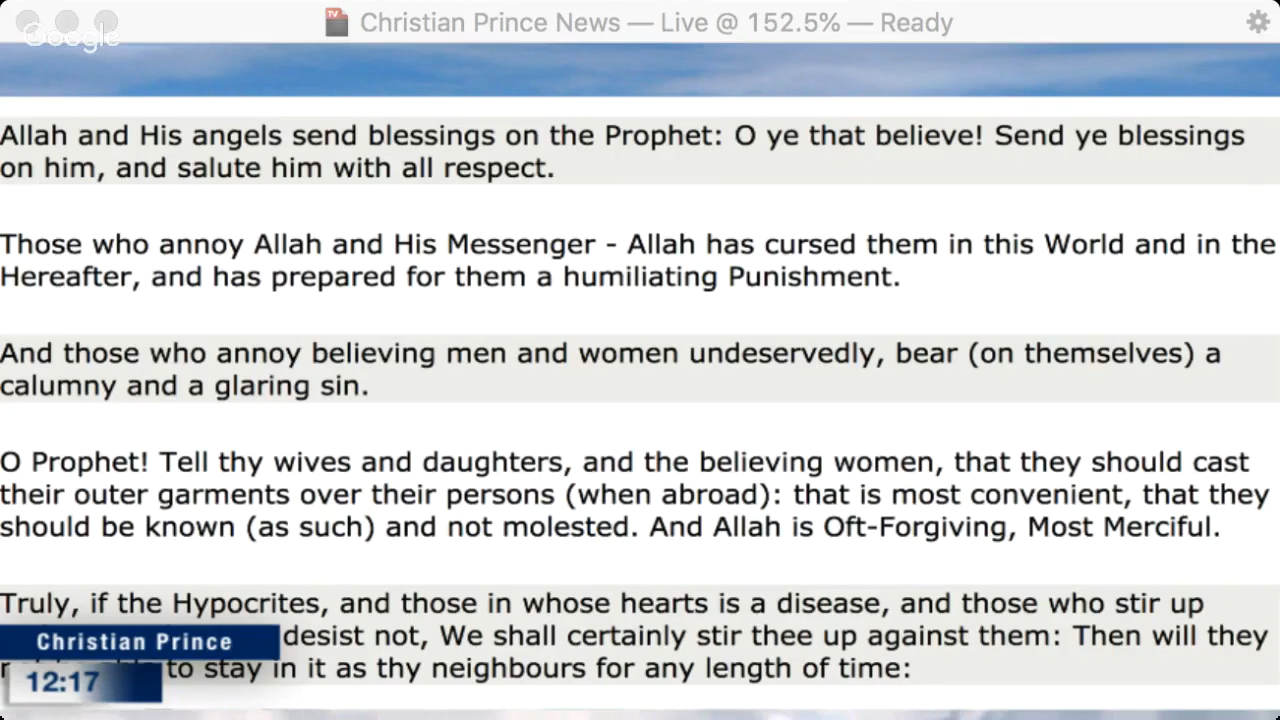 Christian Prince News — Live @ 152.5% — Ready
Google
Allah and His angels send blessings on the Prophet: O ye that believe! Send ye blessings
on him, and salute him with all respect.
Those who annoy Allah and His Messenger - Allah has cursed them in this World and in the
Hereafter, and has prepared for them a humiliating Punishment.
And those who annoy believing men and women undeservedly, bear (on themselves) a
calumny and a glaring sin.
O Prophet! Tell thy wives and daughters, and the believing women, that they should cast
their outer garments over their persons (when abroad): that is most convenient, that they
should be known (as such) and not molested. And Allah is Oft-Forgiving, Most Merciful.
Truly, if the Hypocrites, and those in whose hearts is a disease, and those who stir up
desist not, We shall certainly stir thee up against them: Then will they
to stay in it as thy neighbours for any length of time:
Christian Prince
12:17